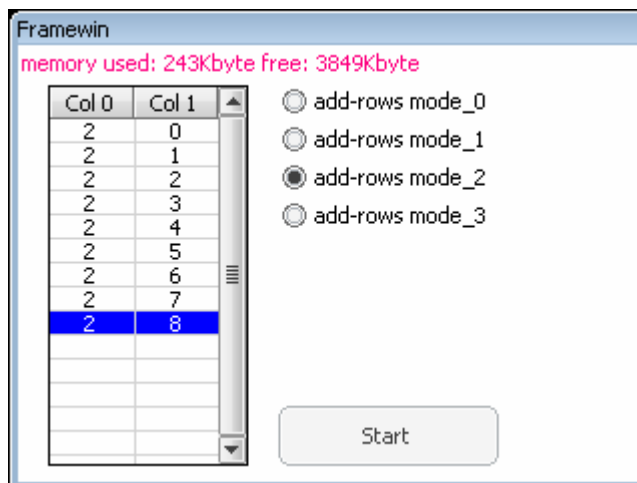 Framewin
memory used: 243Kbyte free: 3849Kbyte
Col 0 Col 1
2 0
2 1
2 2
2 3
2 4
2 5
2 6
2 7
2 8
add-rows mode_0
add-rows mode_1
add-rows mode_2
add-rows mode_3
Start